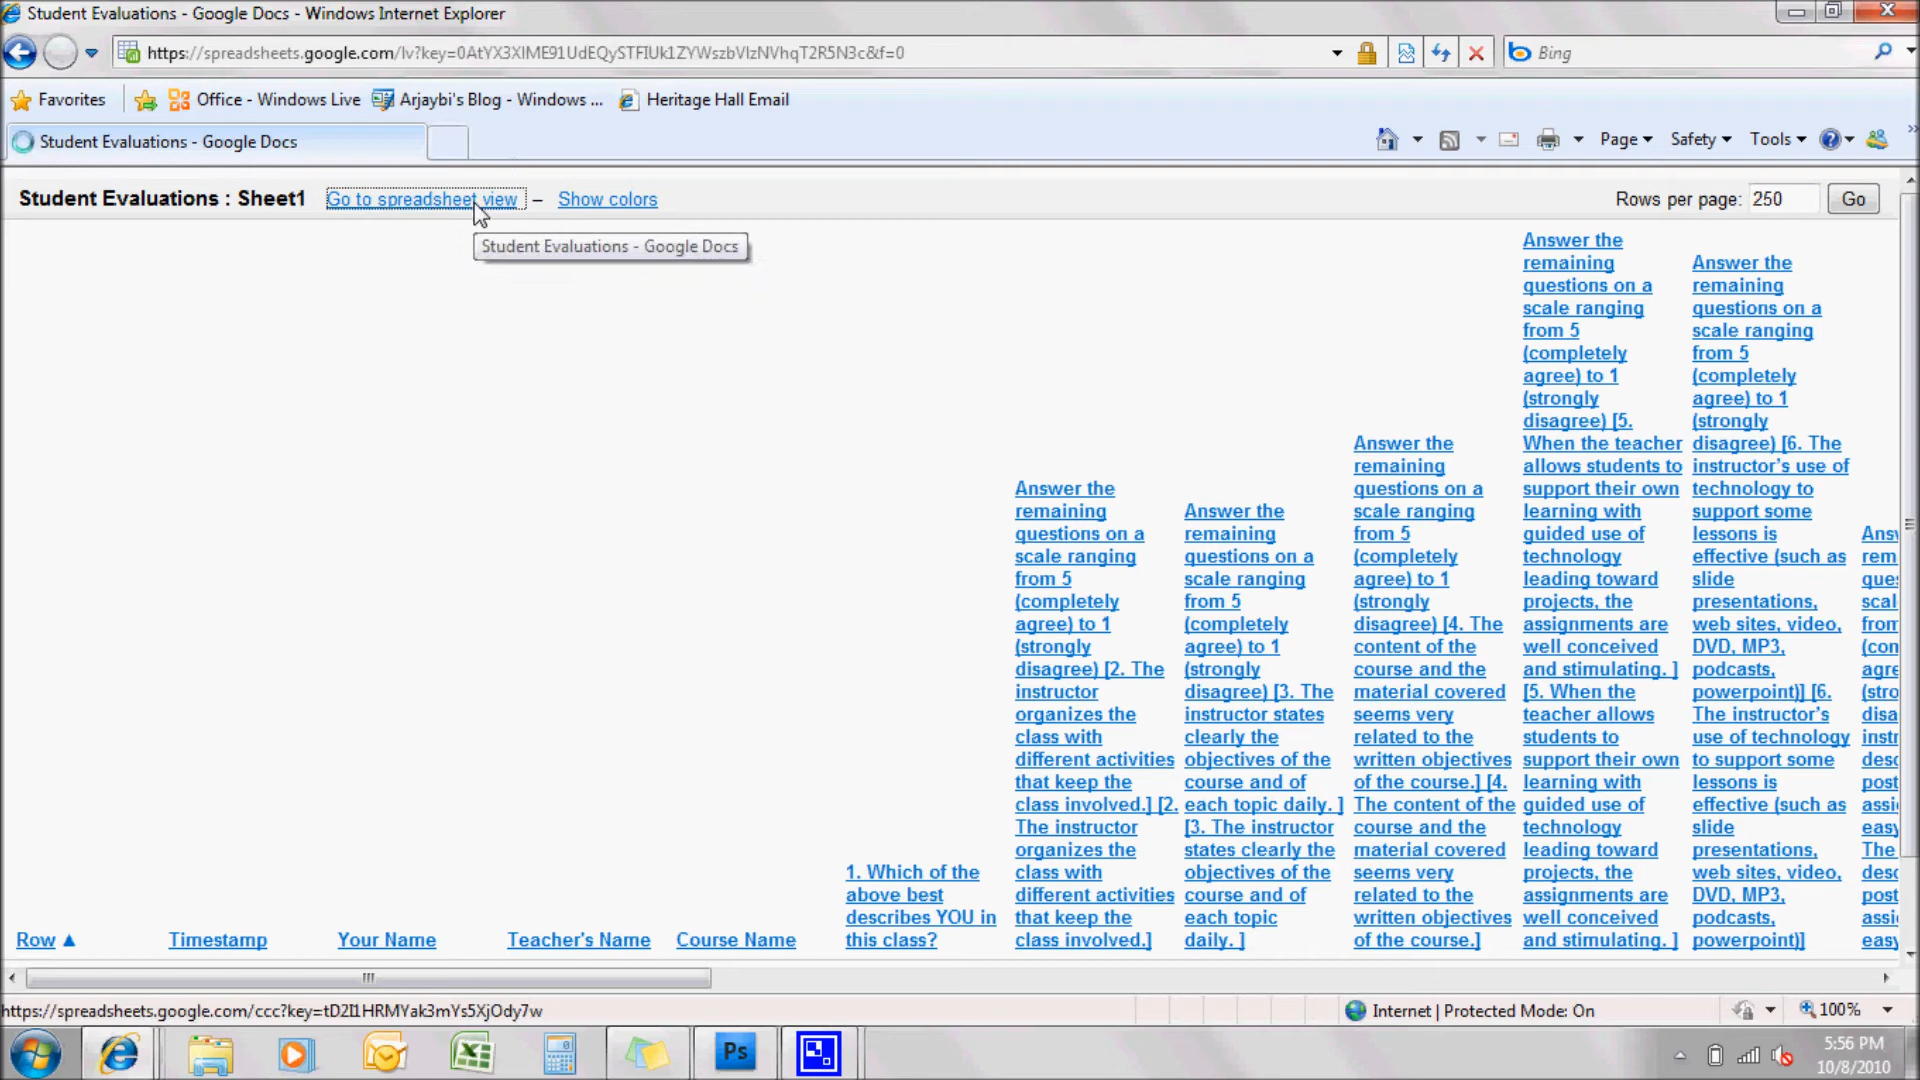 Student Evaluations - Google Docs - Windows Internet Explorer
https://spreadsheets.google.com/lv?key=0AtYX3XlME91UdEQySTFIUk1ZYWszbVlzNVhqT2R5N3c&f=0
Bing
Favorites
Office - Windows Live
Arjaybi's Blog - Windows ...
Heritage Hall Email
Student Evaluations - Google Docs
Page
Safety
Tools
Student Evaluations : Sheet1
Go to spreadsheet view
–
Show colors
Rows per page:
250
Go
Student Evaluations - Google Docs
Row ▲
Timestamp
Your Name
Teacher's Name
Course Name
1. Which of the
above best
describes YOU in
this class?
Answer the
remaining
questions on a
scale ranging
from 5
(completely
agree) to 1
(strongly
disagree) [2. The
instructor
organizes the
class with
different activities
that keep the
class involved.] [2.
The instructor
organizes the
class with
different activities
that keep the
class involved.]
Answer the
remaining
questions on a
scale ranging
from 5
(completely
agree) to 1
(strongly
disagree) [3. The
instructor states
clearly the
objectives of the
course and of
each topic daily. ]
[3. The instructor
states clearly the
objectives of the
course and of
each topic
daily. ]
Answer the
remaining
questions on a
scale ranging
from 5
(completely
agree) to 1
(strongly
disagree) [4. The
content of the
course and the
material covered
seems very
related to the
written objectives
of the course.] [4.
The content of the
course and the
material covered
seems very
related to the
written objectives
of the course.]
Answer the
remaining
questions on a
scale ranging
from 5
(completely
agree) to 1
(strongly
disagree) [5.
When the teacher
allows students to
support their own
learning with
guided use of
technology
leading toward
projects, the
assignments are
well conceived
and stimulating. ]
[5. When the
teacher allows
students to
support their own
learning with
guided use of
technology
leading toward
projects, the
assignments are
well conceived
and stimulating. ]
Answer the
remaining
questions on a
scale ranging
from 5
(completely
agree) to 1
(strongly
disagree) [6. The
instructor's use of
technology to
support some
lessons is
effective (such as
slide
presentations,
web sites, video,
DVD, MP3,
podcasts,
powerpoint)] [6.
The instructor's
use of technology
to support some
lessons is
effective (such as
slide
presentations,
web sites, video,
DVD, MP3,
podcasts,
powerpoint)]
https://spreadsheets.google.com/ccc?key=tD2I1HRMYak3mYs5XjOdy7w
Internet | Protected Mode: On
100%
Ps
5:56 PM
10/8/2010